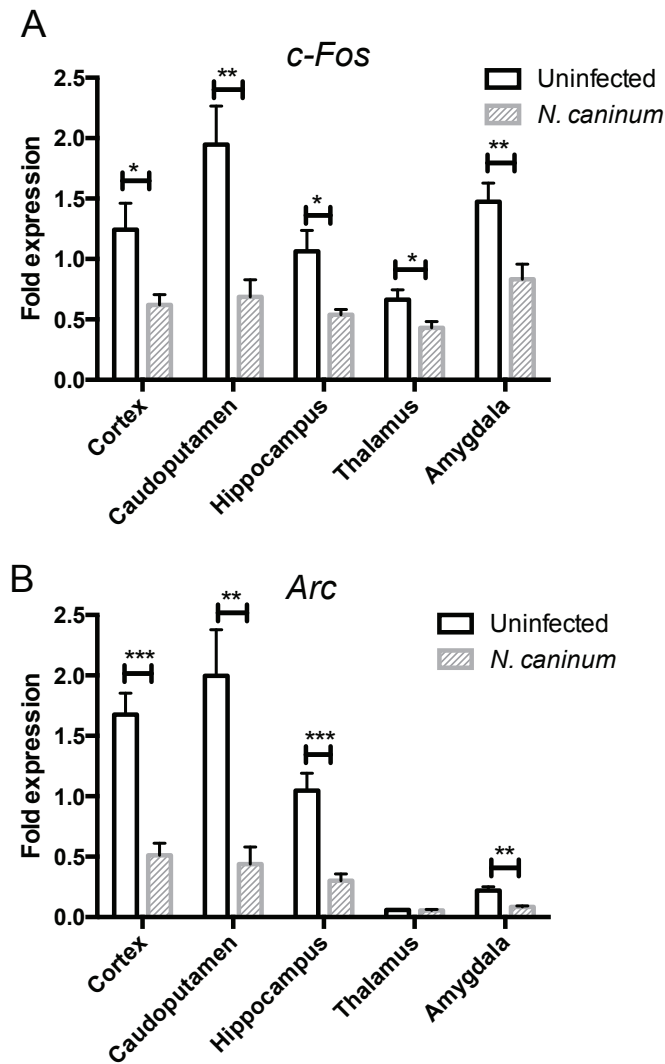 A
c-Fos
Uninfected
N. caninum
Fold expression
2.5
2.0
1.5
1.0
0.5
0.0
*
**
*
*
**
Cortex
Caudoputamen
Hippocampus
Thalamus
Amygdala
B
Arc
Uninfected
N. caninum
Fold expression
2.5
2.0
1.5
1.0
0.5
0.0
***
**
***
**
Cortex
Caudoputamen
Hippocampus
Thalamus
Amygdala